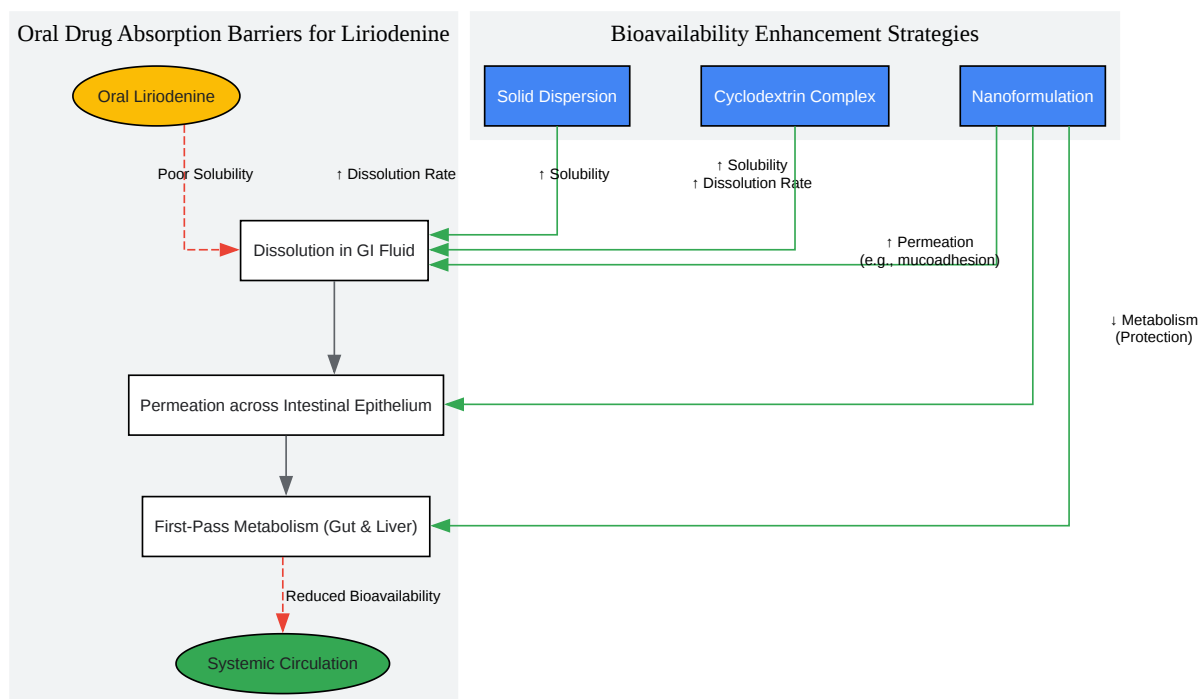 Oral Drug Absorption Barriers for Liriodenine
Bioavailability Enhancement Strategies
Oral Liriodenine
Solid Dispersion
Cyclodextrin Complex
Nanoformulation
Poor Solubility
↑ Dissolution Rate
↑ Solubility
↑ Solubility
↑ Dissolution Rate
Dissolution in GI Fluid
↑ Permeation
(e.g., mucoadhesion)
↓ Metabolism
(Protection)
Permeation across Intestinal Epithelium
First-Pass Metabolism (Gut & Liver)
Reduced Bioavailability
Systemic Circulation